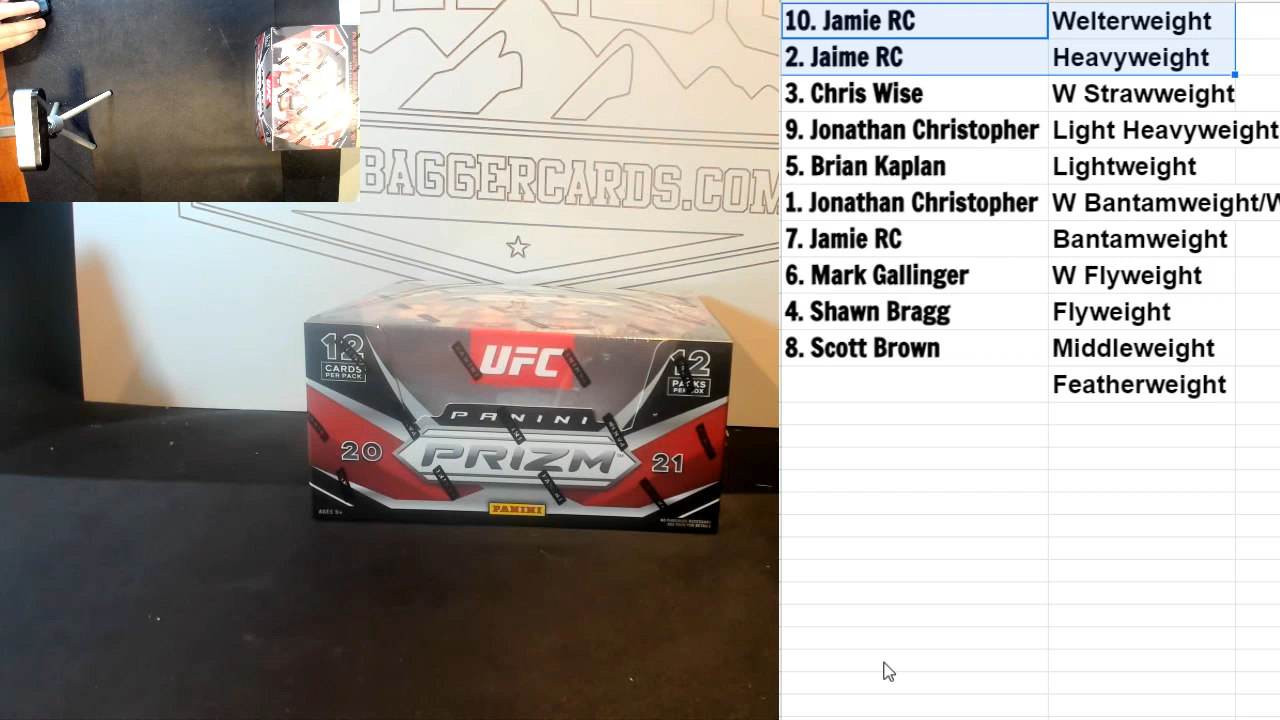 BAGGERCARDS.COM
12
CARDS
PER PACK
UFC
12
PACKS
PER BOX
PANINI
20
PRIZM
21
PANINI
AGES 9+
10. Jamie RC Welterweight
2. Jaime RC Heavyweight
3. Chris Wise W Strawweight
9. Jonathan Christopher Light Heavyweight
5. Brian Kaplan Lightweight
1. Jonathan Christopher W Bantamweight/W
7. Jamie RC Bantamweight
6. Mark Gallinger W Flyweight
4. Shawn Bragg Flyweight
8. Scott Brown Middleweight
Featherweight